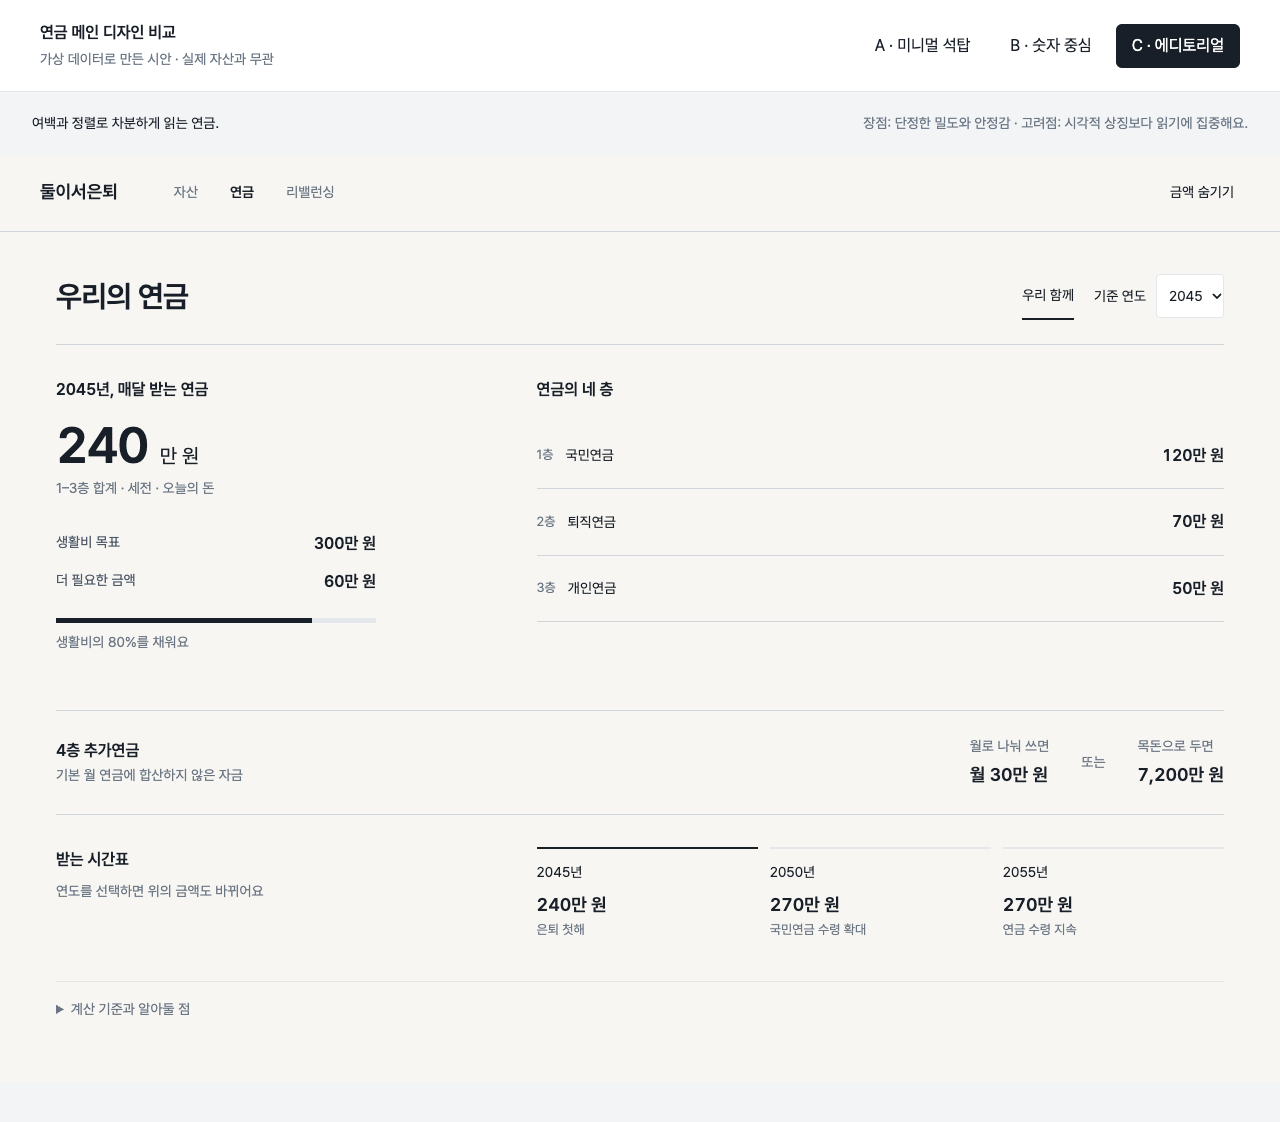 연금 메인 디자인 비교
가상 데이터로 만든 시안 · 실제 자산과 무관
A · 미니멀 석탑
B · 숫자 중심
C · 에디토리얼
여백과 정렬로 차분하게 읽는 연금.
장점: 단정한 밀도와 안정감 · 고려점: 시각적 상징보다 읽기에 집중해요.
둘이서은퇴
자산
연금
리밸런싱
금액 숨기기
우리의 연금
우리 함께
기준 연도
2045
2045년, 매달 받는 연금
240 만 원
1–3층 합계 · 세전 · 오늘의 돈
생활비 목표
300만 원
더 필요한 금액
60만 원
생활비의 80%를 채워요
연금의 네 층
1층 국민연금
120만 원
2층 퇴직연금
70만 원
3층 개인연금
50만 원
4층 추가연금
기본 월 연금에 합산하지 않은 자금
월로 나눠 쓰면
월 30만 원
또는
목돈으로 두면
7,200만 원
받는 시간표
연도를 선택하면 위의 금액도 바뀌어요
2045년
240만 원
은퇴 첫해
2050년
270만 원
국민연금 수령 확대
2055년
270만 원
연금 수령 지속
▶ 계산 기준과 알아둘 점